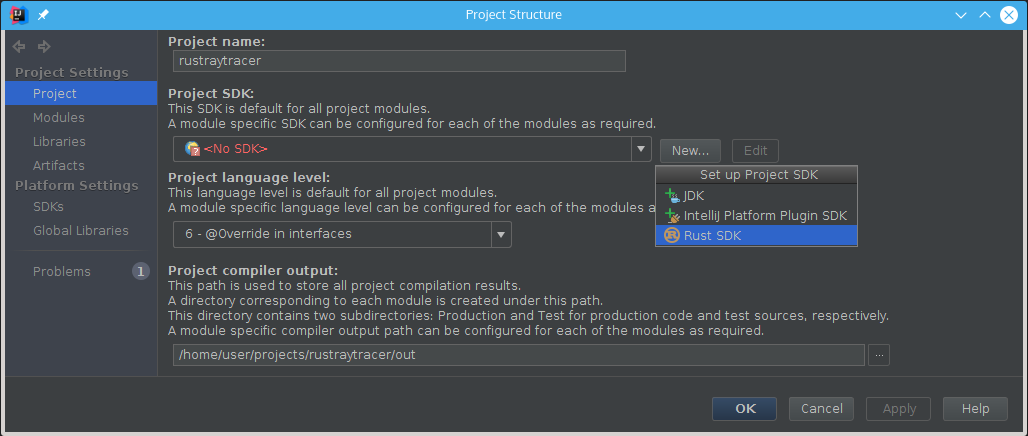 Project Structure
Project Settings
Project
Modules
Libraries
Artifacts
Platform Settings
SDKs
Global Libraries
Problems 1
Project name:
rustraytracer
Project SDK:
This SDK is default for all project modules.
A module specific SDK can be configured for each of the modules as required.
<No SDK>
New...
Edit
Set up Project SDK
JDK
IntelliJ Platform Plugin SDK
Rust SDK
Project language level:
This language level is default for all project modules.
A module specific language level can be configured for each of the modules a
6 - @Override in interfaces
Project compiler output:
This path is used to store all project compilation results.
A directory corresponding to each module is created under this path.
This directory contains two subdirectories: Production and Test for production code and test sources, respectively.
A module specific compiler output path can be configured for each of the modules as required.
/home/user/projects/rustraytracer/out
...
OK
Cancel
Apply
Help